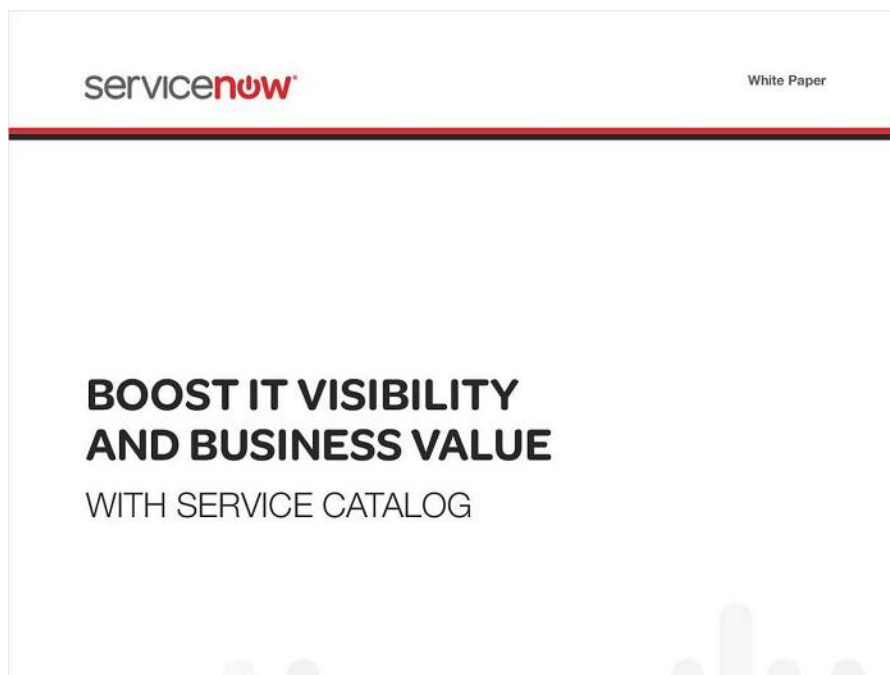 servicenow
White Paper
BOOST IT VISIBILITY
AND BUSINESS VALUE
WITH SERVICE CATALOG